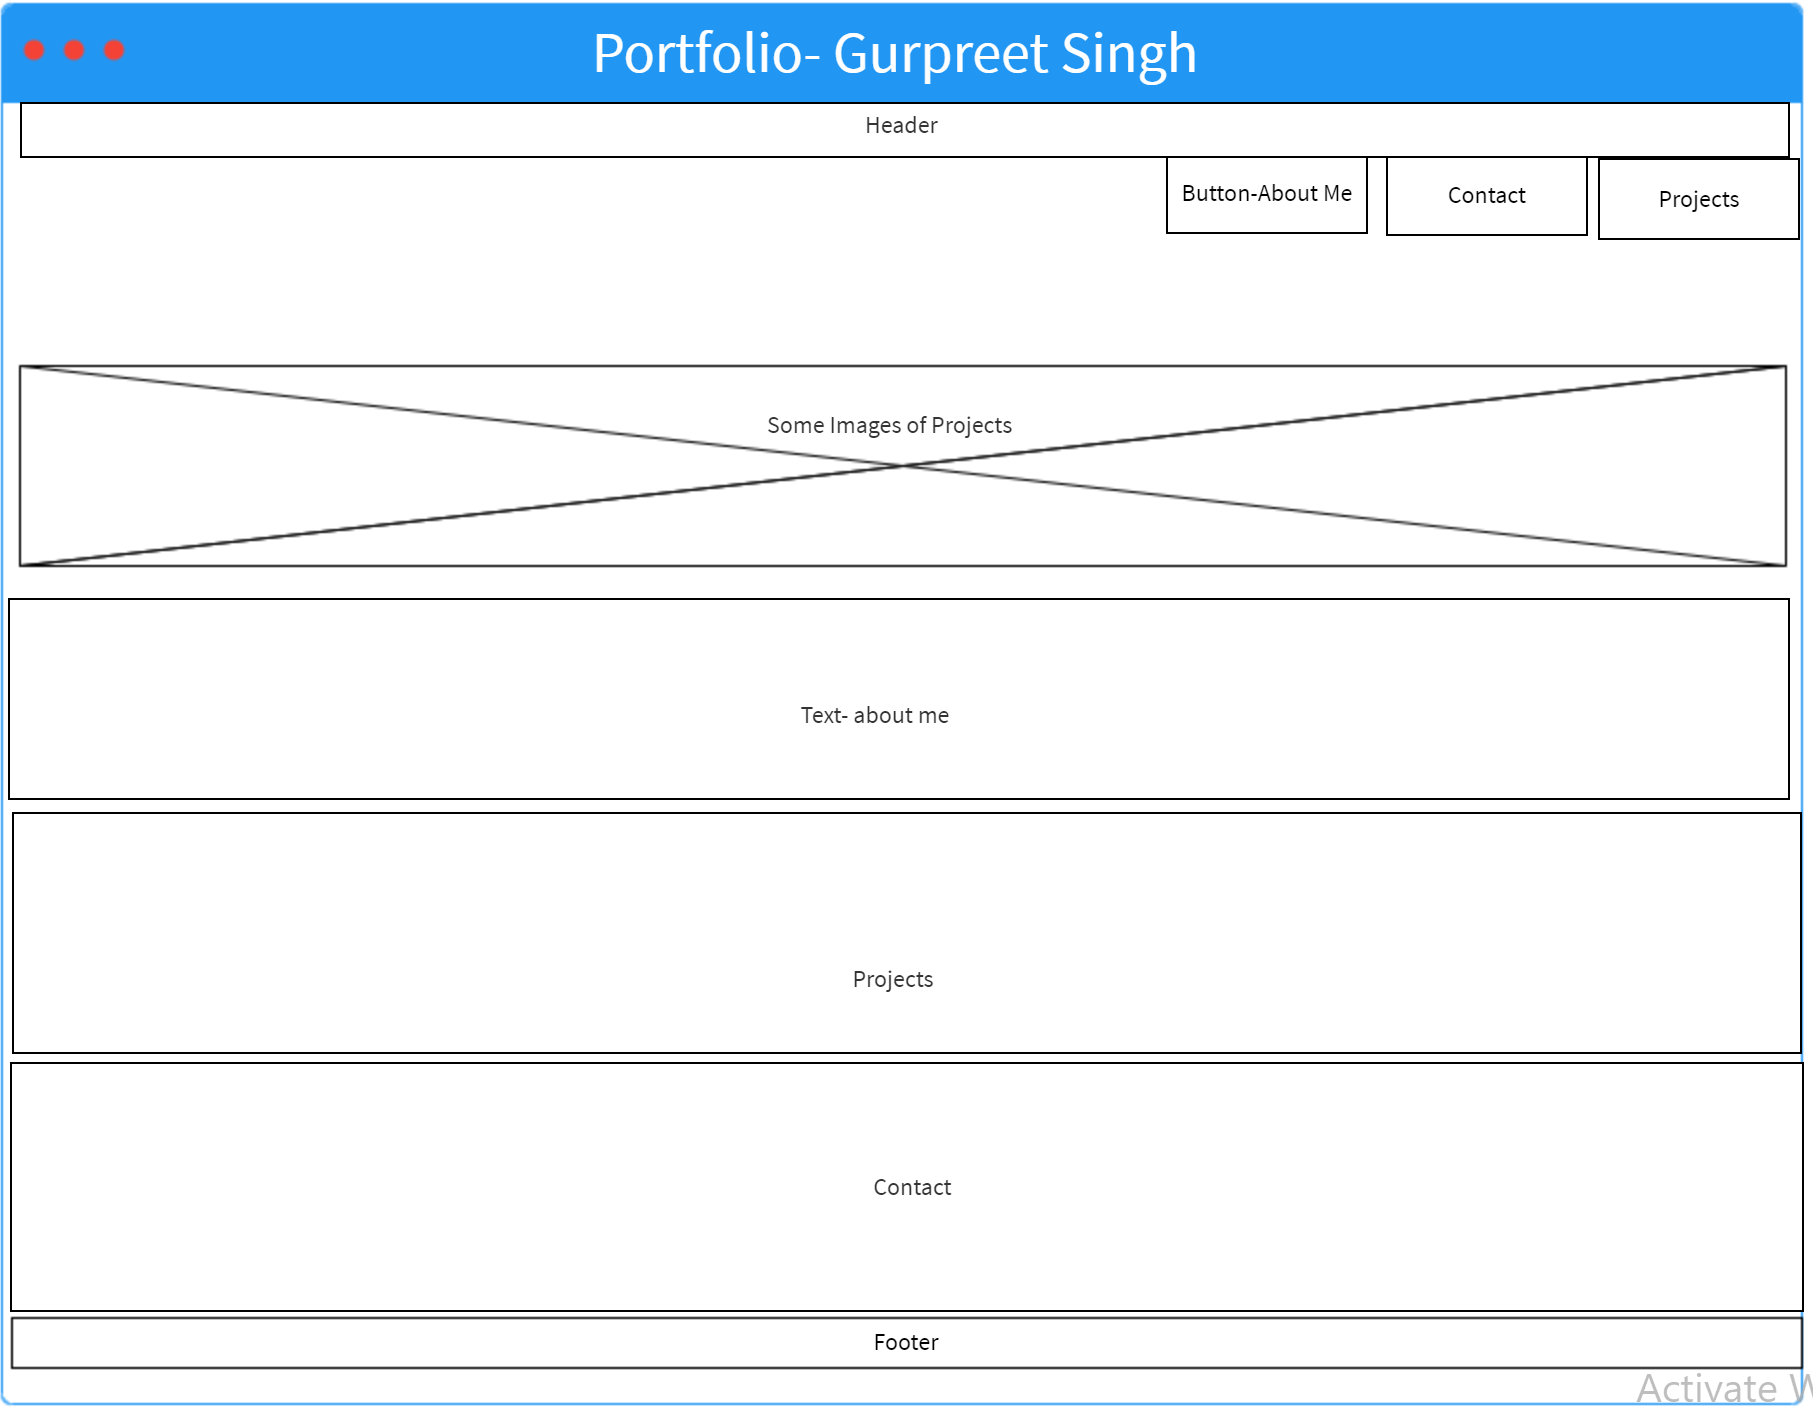 Portfolio- Gurpreet Singh
Header
Button-About Me
Contact
Projects
Some Images of Projects
Text- about me
Projects
Contact
Footer
Activate